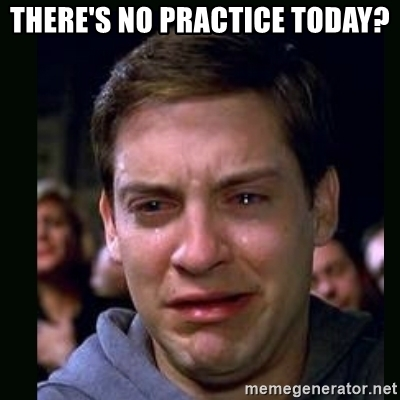 THERE'S NO PRACTICE TODAY?
memegenerator.net